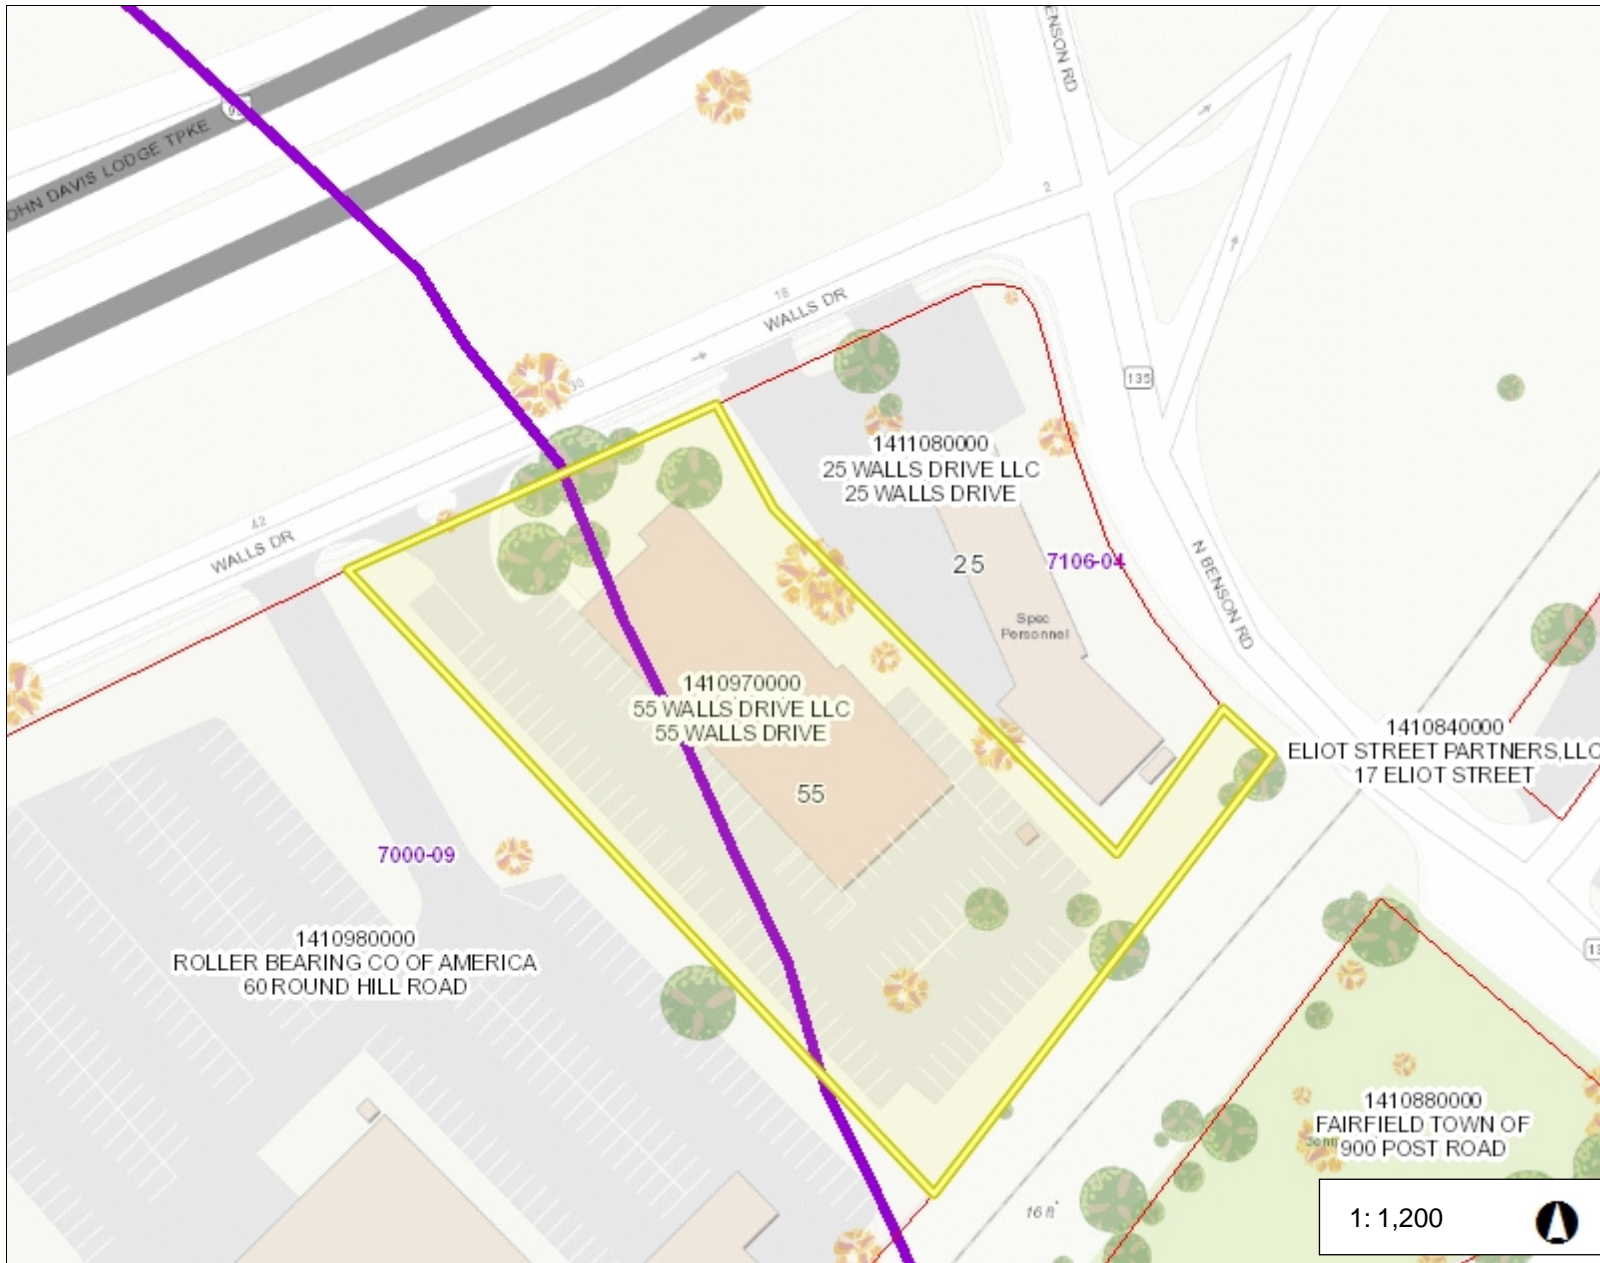 ENSON RD
95
OHN DAVIS LODGE TPKE
2
18
WALLS DR
30
135
1411080000
25 WALLS DRIVE LLC
25 WALLS DRIVE
42
WALLS DR
25
7106-04
N BENSON RD
Spec
Personnel
1410970000
55 WALLS DRIVE LLC
55 WALLS DRIVE
1410840000
ELIOT STREET PARTNERS,LLC
17 ELIOT STREET
55
7000-09
1410980000
ROLLER BEARING CO OF AMERICA
60 ROUND HILL ROAD
13
1410880000
FAIRFIELD TOWN OF
900 POST ROAD
16 ft
1: 1,200